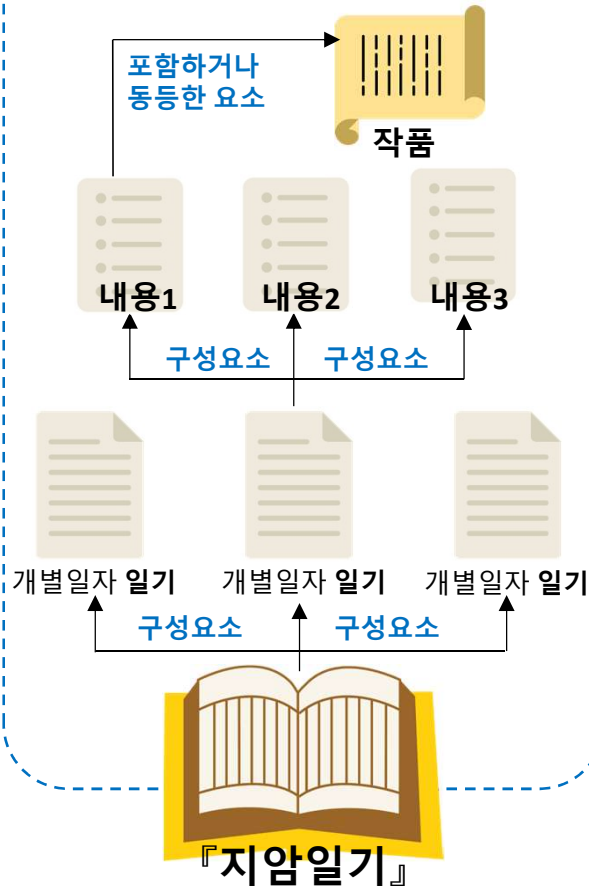 포함하거나
동등한 요소
작품
내용1
내용2
내용3
구성요소
구성요소
개별일자 일기
개별일자 일기
개별일자 일기
구성요소
구성요소
『지암일기』